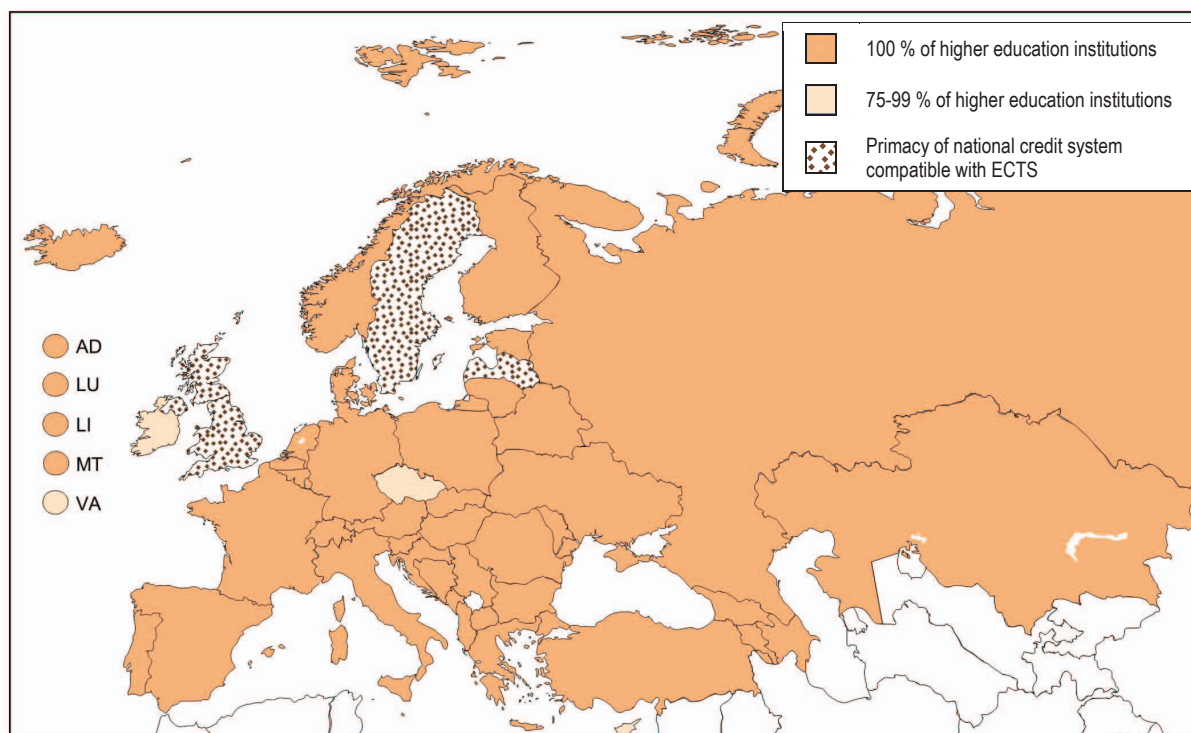 100 % of higher education institutions
75-99 % of higher education institutions
Primacy of national credit system
compatible with ECTS
AD
LU
LI
MT
VA